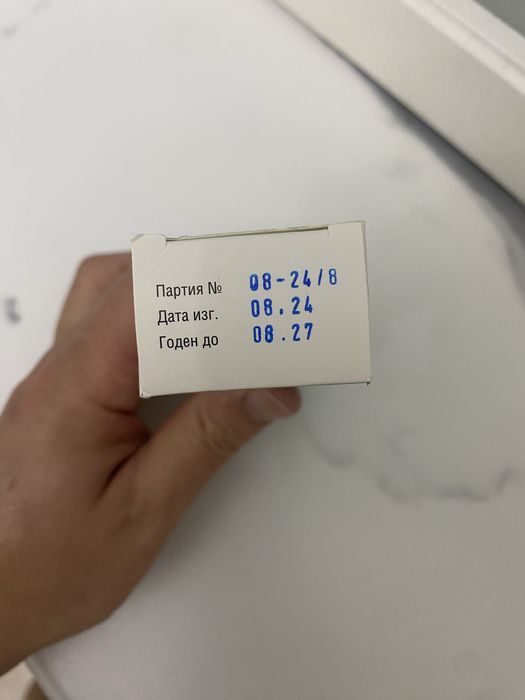 Партия № 08-24/8
Дата изг. 08.24
Годен до 08.27